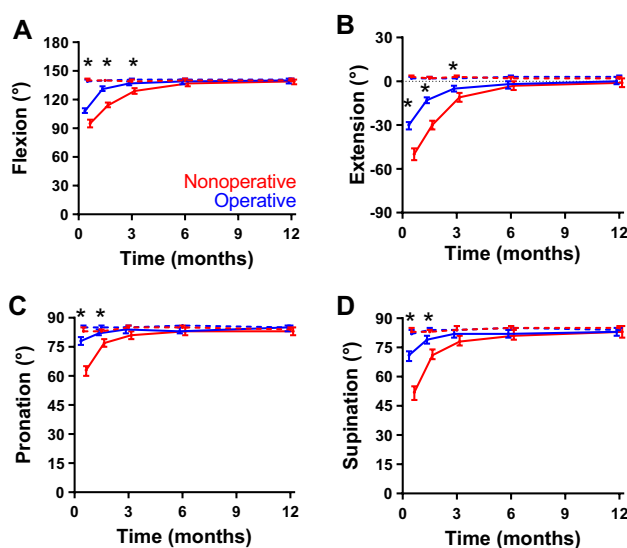 A
* * *
180
150
120
90
60
30
0
Flexion (°)
Nonoperative
Operative
0 3 6 9 12
Time (months)
B
* * *
30
0
-30
-60
-90
Extension (°)
0 3 6 9 12
Time (months)
C
* *
90
75
60
45
30
15
0
Pronation (°)
0 3 6 9 12
Time (months)
D
* *
90
75
60
45
30
15
0
Supination (°)
0 3 6 9 12
Time (months)